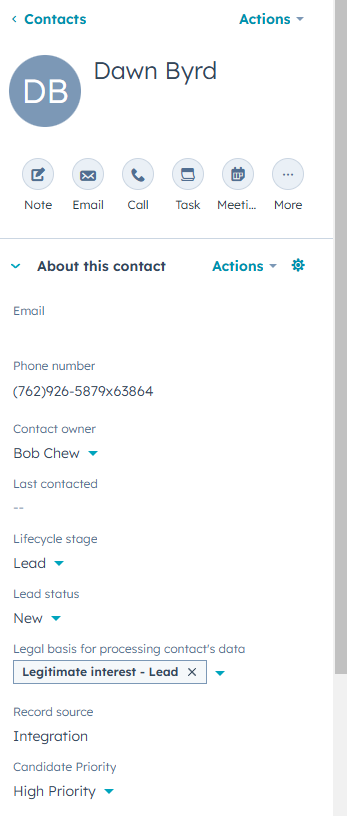 Contacts
Actions
DB
Dawn Byrd
Note Email Call Task Meeti... More
About this contact Actions
Email
Phone number
(762)926-5879x63864
Contact owner
Bob Chew
Last contacted
--
Lifecycle stage
Lead
Lead status
New
Legal basis for processing contact's data
Legitimate interest - Lead
Record source
Integration
Candidate Priority
High Priority